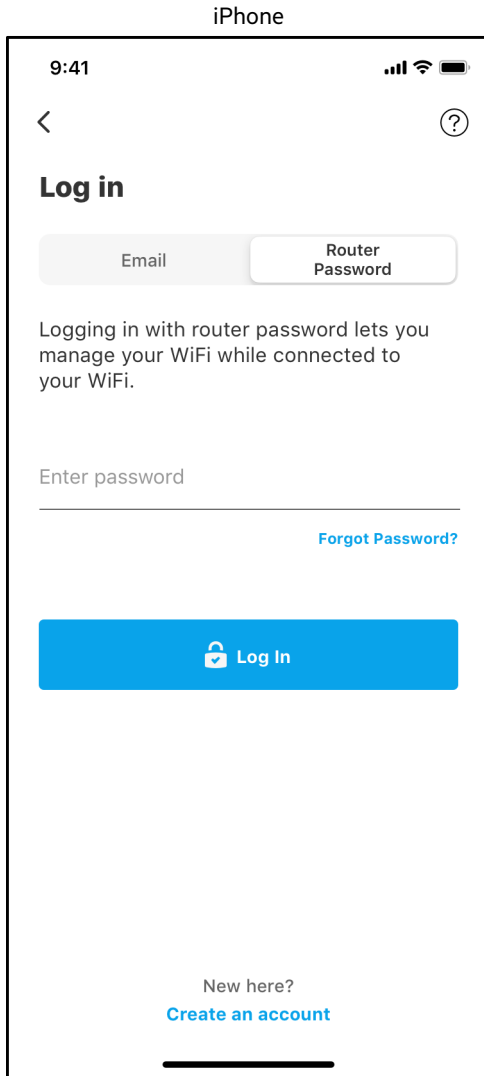 iPhone
9:41
?
Log in
Email
Router
Password
Logging in with router password lets you
manage your WiFi while connected to
your WiFi.
Enter password
Forgot Password?
Log In
New here?
Create an account